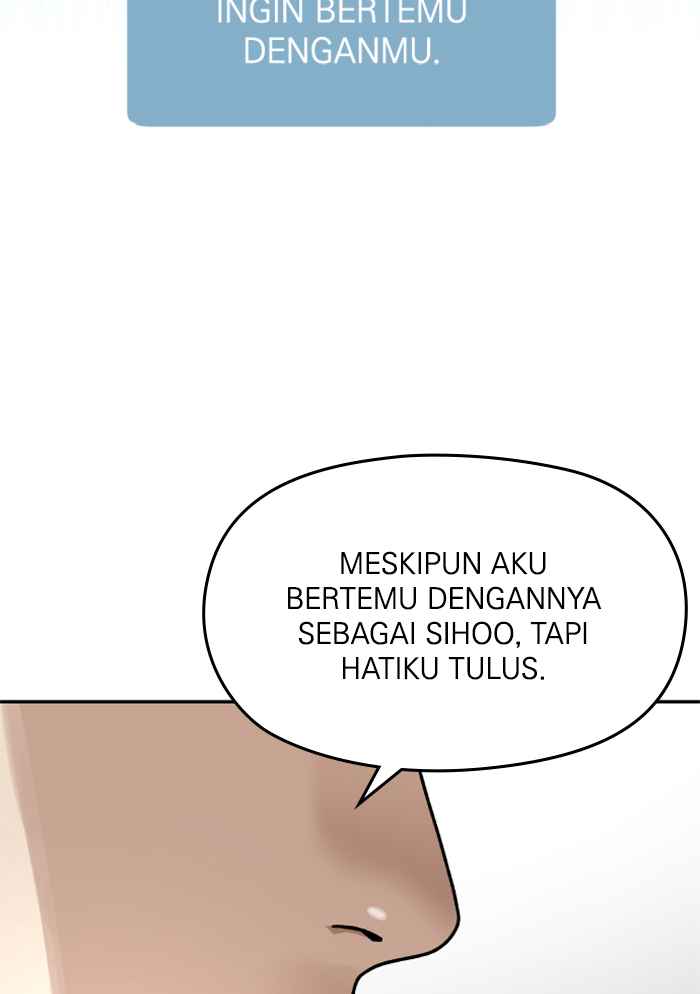 INGIN BERTEMU
DENGANMU.
MESKIPUN AKU
BERTEMU DENGANNYA
SEBAGAI SIHOO, TAPI
HATIKU TULUS.